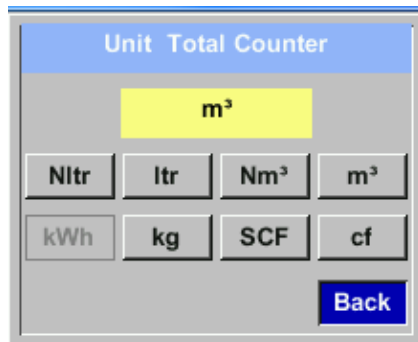 Unit Total Counter
m³
Nltr ltr Nm³ m³
kWh kg SCF cf
Back